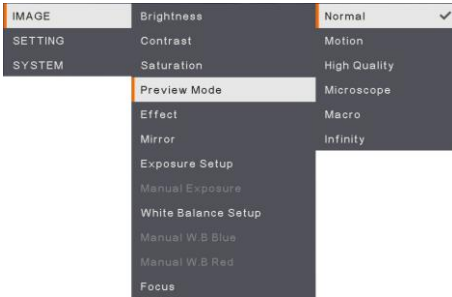 IMAGE
SETTING
SYSTEM
Brightness
Contrast
Saturation
Preview Mode
Effect
Mirror
Exposure Setup
Manual Exposure
White Balance Setup
Manual W.B Blue
Manual W.B Red
Focus
Normal
Motion
High Quality
Microscope
Macro
Infinity